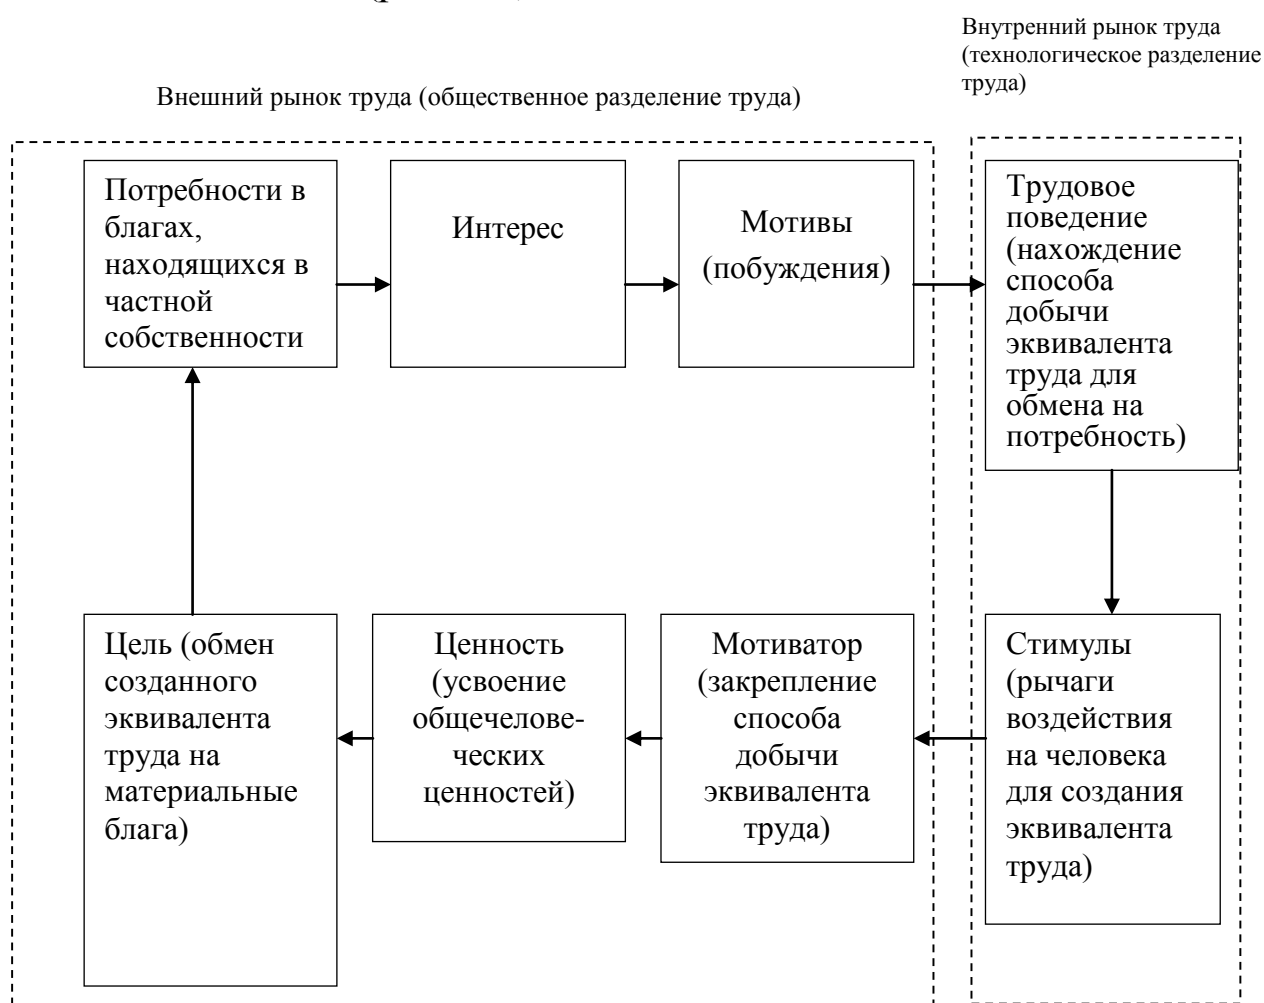 Внутренний рынок труда
(технологическое разделение
труда)
Внешний рынок труда (общественное разделение труда)
Потребности в
благах,
находящихся в
частной
собственности
Интерес
Мотивы
(побуждения)
Трудовое
поведение
(нахождение
способа
добычи
эквивалента
труда для
обмена на
потребность)
Цель (обмен
созданного
эквивалента
труда на
материальные
блага)
Ценность
(усвоение
общечелове-
ческих
ценностей)
Мотиватор
(закрепление
способа
добычи
эквивалента
труда)
Стимулы
(рычаги
воздействия
на человека
для создания
эквивалента
труда)